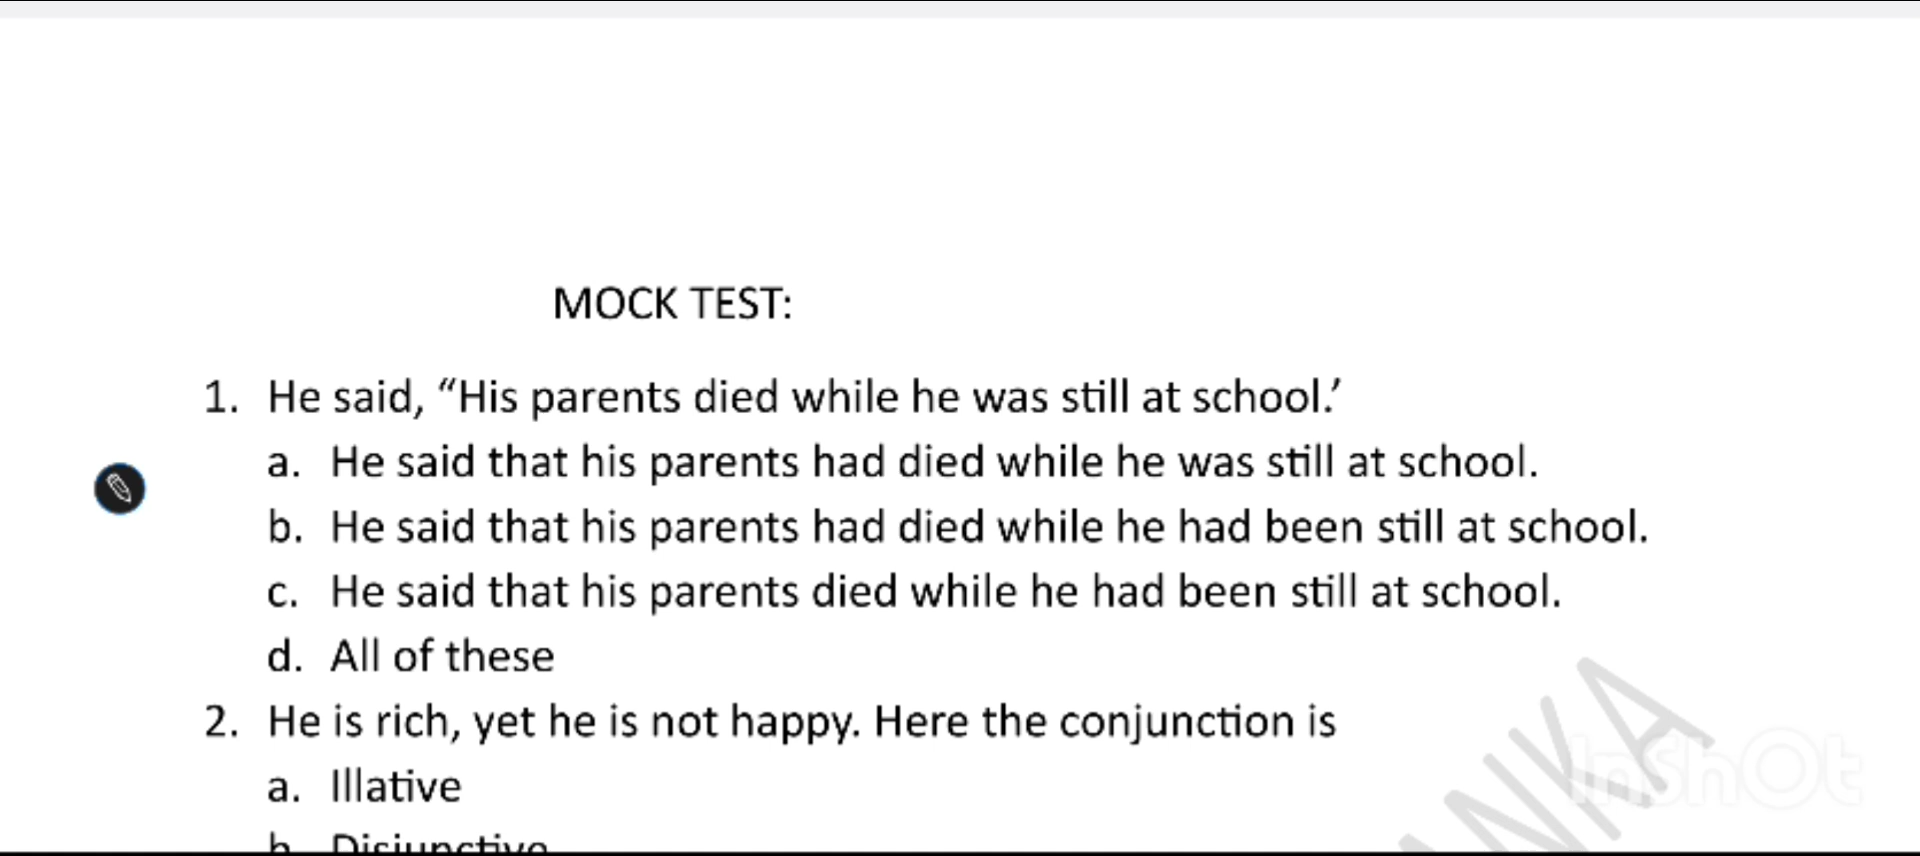 MOCK TEST:
1. He said, “His parents died while he was still at school.’
a. He said that his parents had died while he was still at school.
b. He said that his parents had died while he had been still at school.
c. He said that his parents died while he had been still at school.
d. All of these
2. He is rich, yet he is not happy. Here the conjunction is
a. Illative
b. Disjunctive
InShOt